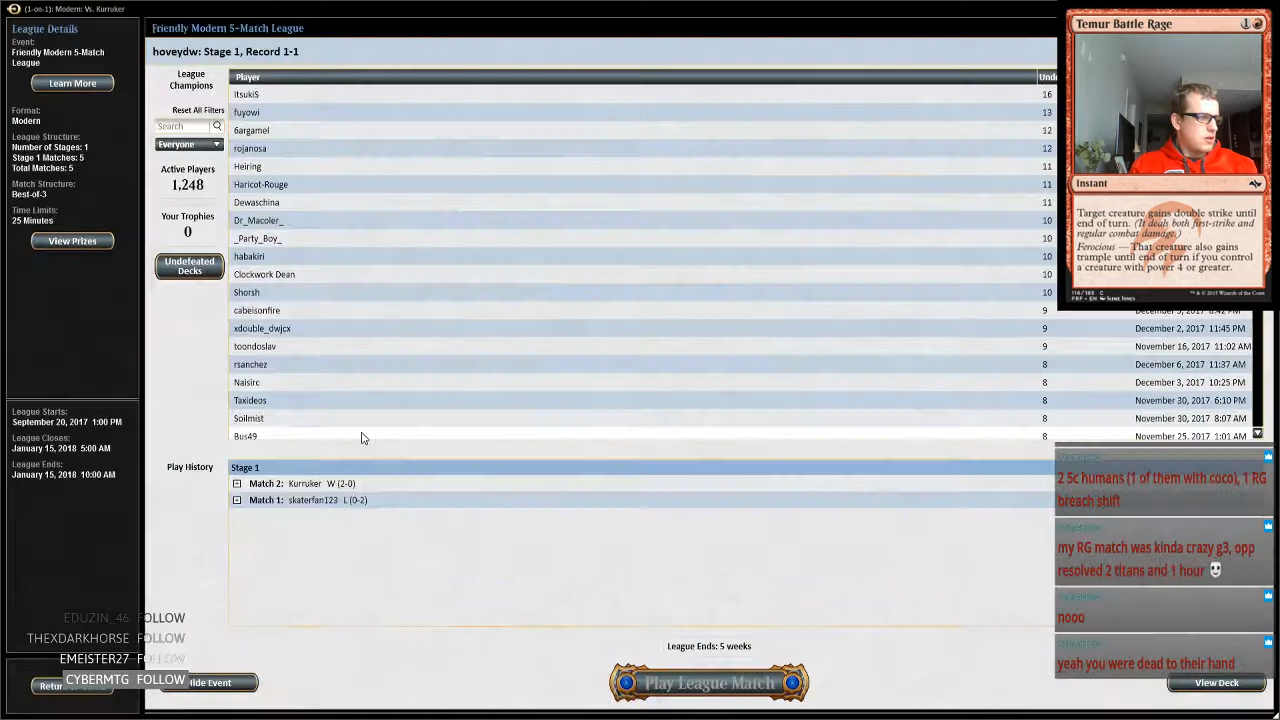 (1-on-1): Modern: Vs. Kurruker
League Details
Event:
Friendly Modern 5-Match
League
Learn More
Format:
Modern
League Structure:
Number of Stages: 1
Stage 1 Matches: 5
Total Matches: 5
Match Structure:
Best-of-3
Time Limits:
25 Minutes
View Prizes
League Starts:
September 20, 2017 1:00 PM
League Closes:
January 15, 2018 5:00 AM
League Ends:
January 15, 2018 10:00 AM
EDUZIN_46 FOLLOW
THEXDARKHORSE FOLLOW
EMEISTER27 FOLLOW
CYBERMTG FOLLOW
Hide Event
Friendly Modern 5-Match League
hoveydw: Stage 1, Record 1-1
League
Champions
Reset All Filters
Search
Everyone
Active Players
1,248
Your Trophies
0
Undefeated
Decks
Player
ItsukiS 16
fuyowi 13
6argamel 12
rojanosa 12
Heiring 11
Haricot-Rouge 11
Dewaschina 11
Dr_Macoler_ 10
_Party_Boy_ 10
habakiri 10
Clockwork Dean 10
Shorsh 10
cabeisonfire 9
xdouble_dwjcx 9 December 2, 2017 11:45 PM
toondoslav 9 November 16, 2017 11:02 AM
rsanchez 8 December 6, 2017 11:37 AM
Naisirc 8 December 3, 2017 10:25 PM
Taxideos 8 November 30, 2017 6:10 PM
Soilmist 8 November 30, 2017 8:07 AM
Bus49 8 November 25, 2017 1:01 AM
Play History
Stage 1
Match 2: Kurruker W (2-0)
Match 1: skaterfan123 L (0-2)
League Ends: 5 weeks
Play League Match
View Deck
Temur Battle Rage
1
Instant
Target creature gains double strike until
end of turn. (It deals both first-strike and
regular combat damage.)
Ferocious — That creature also gains
trample until end of turn if you control
a creature with power 4 or greater.
2 5c humans (1 of them with coco), 1 RG
breach shift
my RG match was kinda crazy g3, opp
resolved 2 titans and 1 hour
nooo
yeah you were dead to their hand